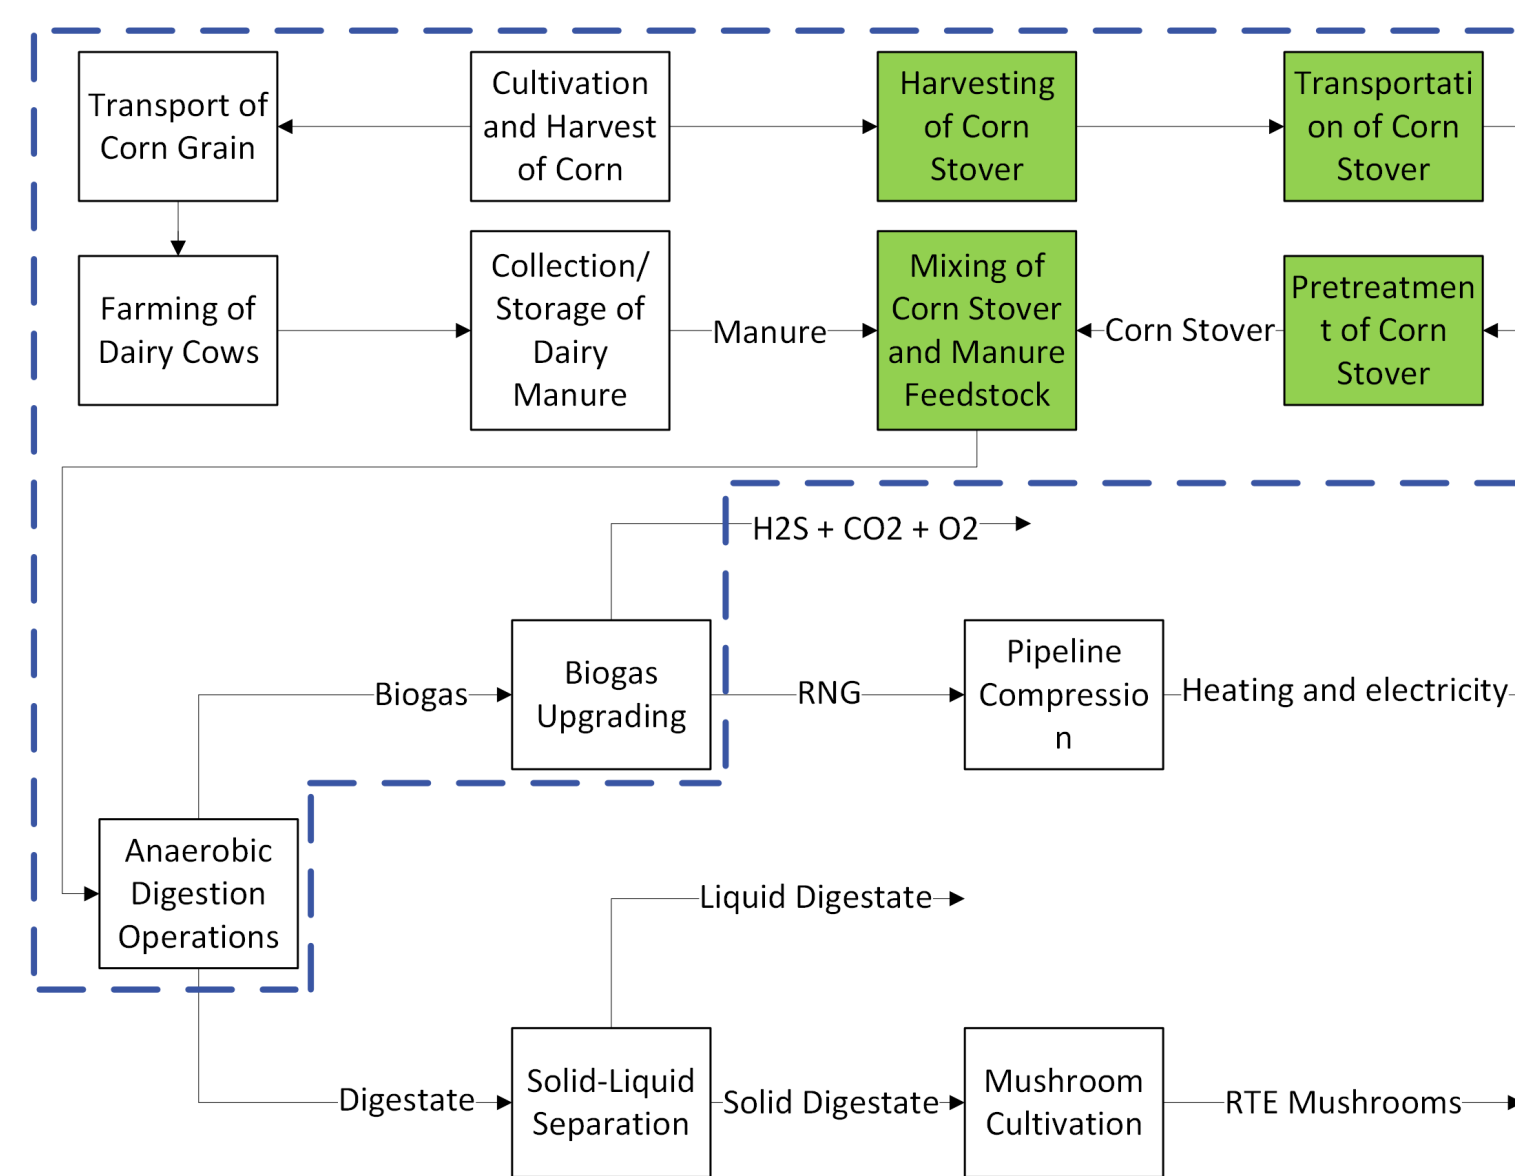 Transport of
Corn Grain
Cultivation
and Harvest
of Corn
Harvesting
of Corn
Stover
Transportati
on of Corn
Stover
Farming of
Dairy Cows
Collection/
Storage of
Dairy
Manure
Manure
Mixing of
Corn Stover
and Manure
Feedstock
Corn Stover
Pretreatmen
t of Corn
Stover
H2S + CO2 + O2
Biogas
Biogas
Upgrading
RNG
Pipeline
Compressio
n
Heating and electricity
Anaerobic
Digestion
Operations
Liquid Digestate
Digestate
Solid-Liquid
Separation
Solid Digestate
Mushroom
Cultivation
RTE Mushrooms